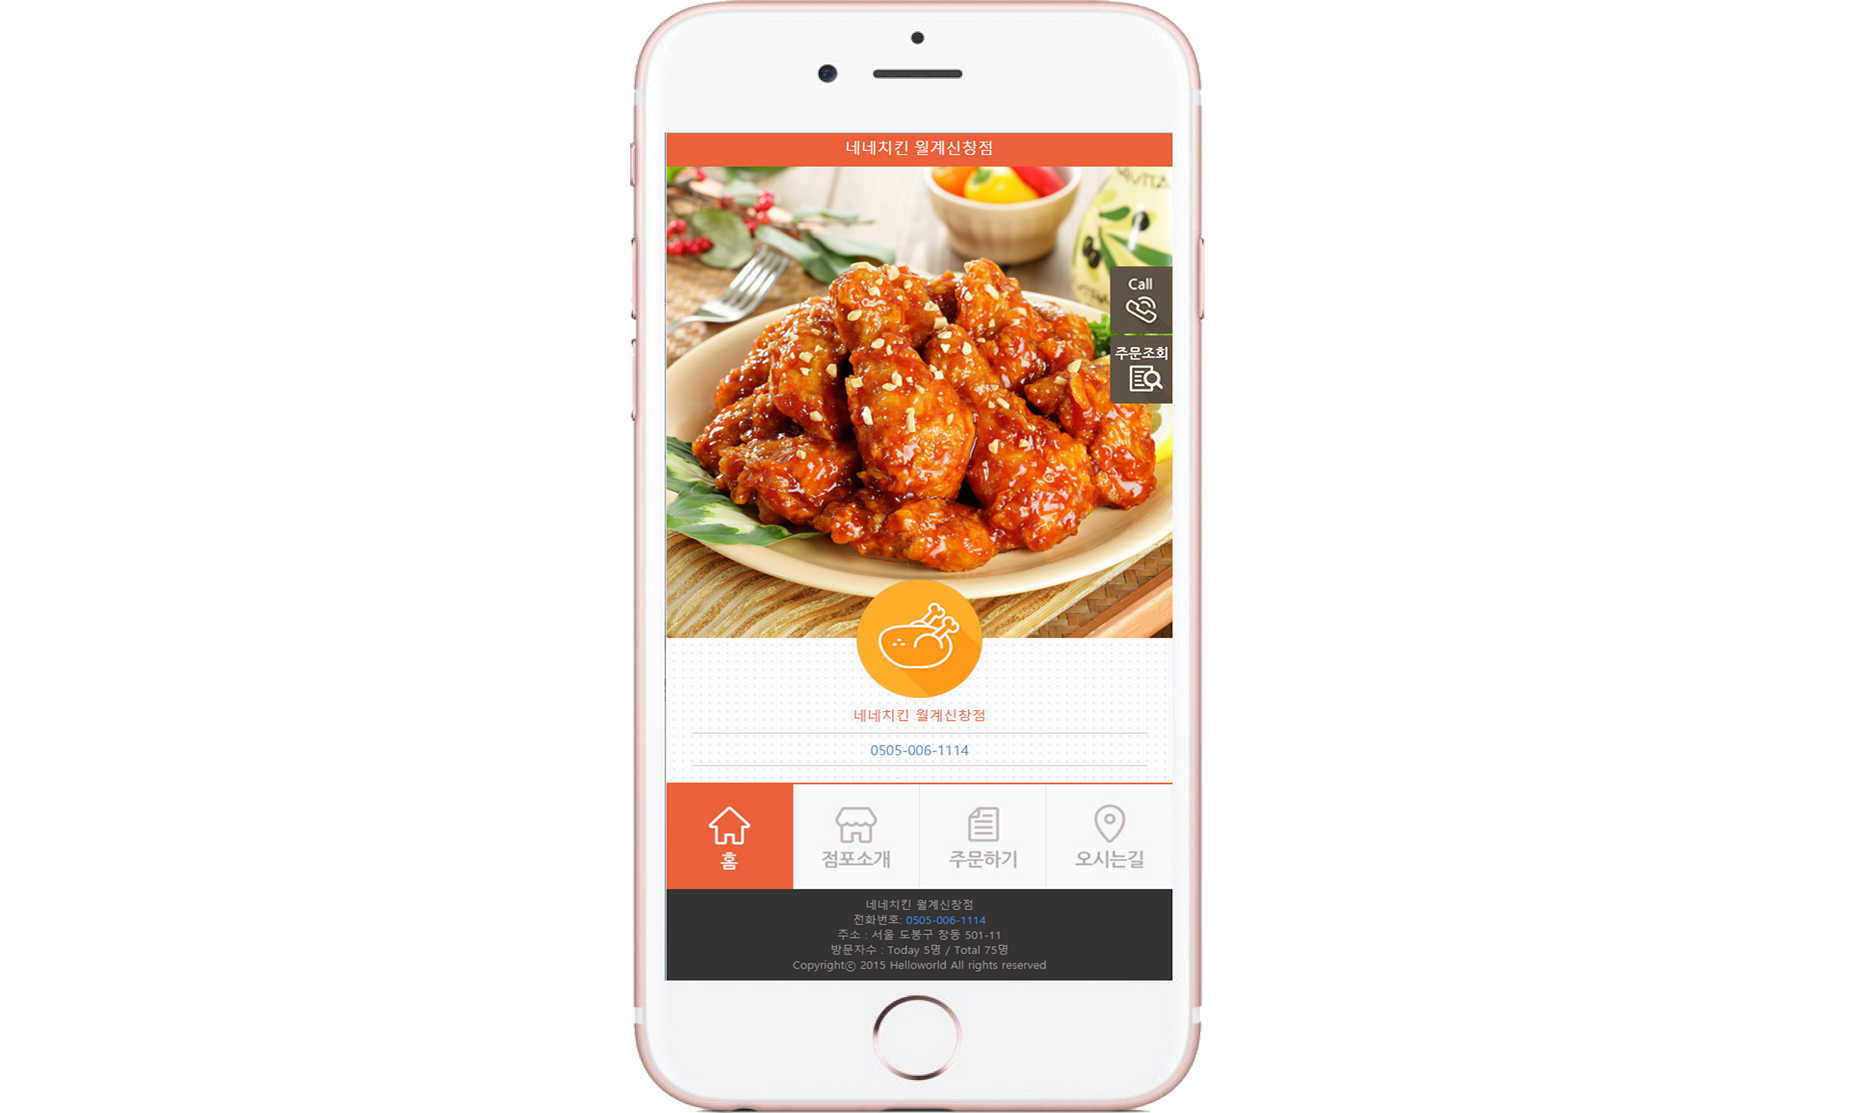 네네치킨 월계신창점
Call
주문조회
네네치킨 월계신창점
0505-006-1114
홈
점포소개
주문하기
오시는길
네네치킨 월계신창점
전화번호: 0505-006-1114
주소 : 서울 도봉구 창동 501-11
방문자수 : Today 5명 / Total 75명
Copyrightⓒ 2015 Helloworld All rights reserved